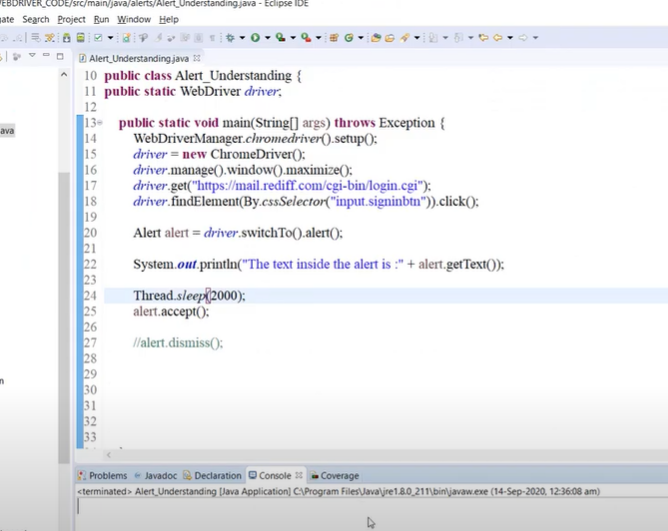 EBDRIVER_CODE/src/main/java/alerts/Alert_Understanding.java - Eclipse IDE
ate Search Project Run Window Help
Alert_Understanding.java
ava
n
10 public class Alert_Understanding {
11 public static WebDriver driver;
12
13 public static void main(String[] args) throws Exception {
14 WebDriverManager.chromedriver().setup();
15 driver = new ChromeDriver();
16 driver.manage().window().maximize();
17 driver.get("https://mail.rediff.com/cgi-bin/login.cgi");
18 driver.findElement(By.cssSelector("input.signinbtn")).click();
19
20 Alert alert = driver.switchTo().alert();
21
22 System.out.println("The text inside the alert is :" + alert.getText());
23
24 Thread.sleep(2000);
25 alert.accept();
26
27 //alert.dismiss();
28
29
30
31
32
33
Problems Javadoc Declaration Console Coverage
<terminated> Alert_Understanding [Java Application] C:\Program Files\Java\jre1.8.0_211\bin\javaw.exe (14-Sep-2020, 12:36:08 am)